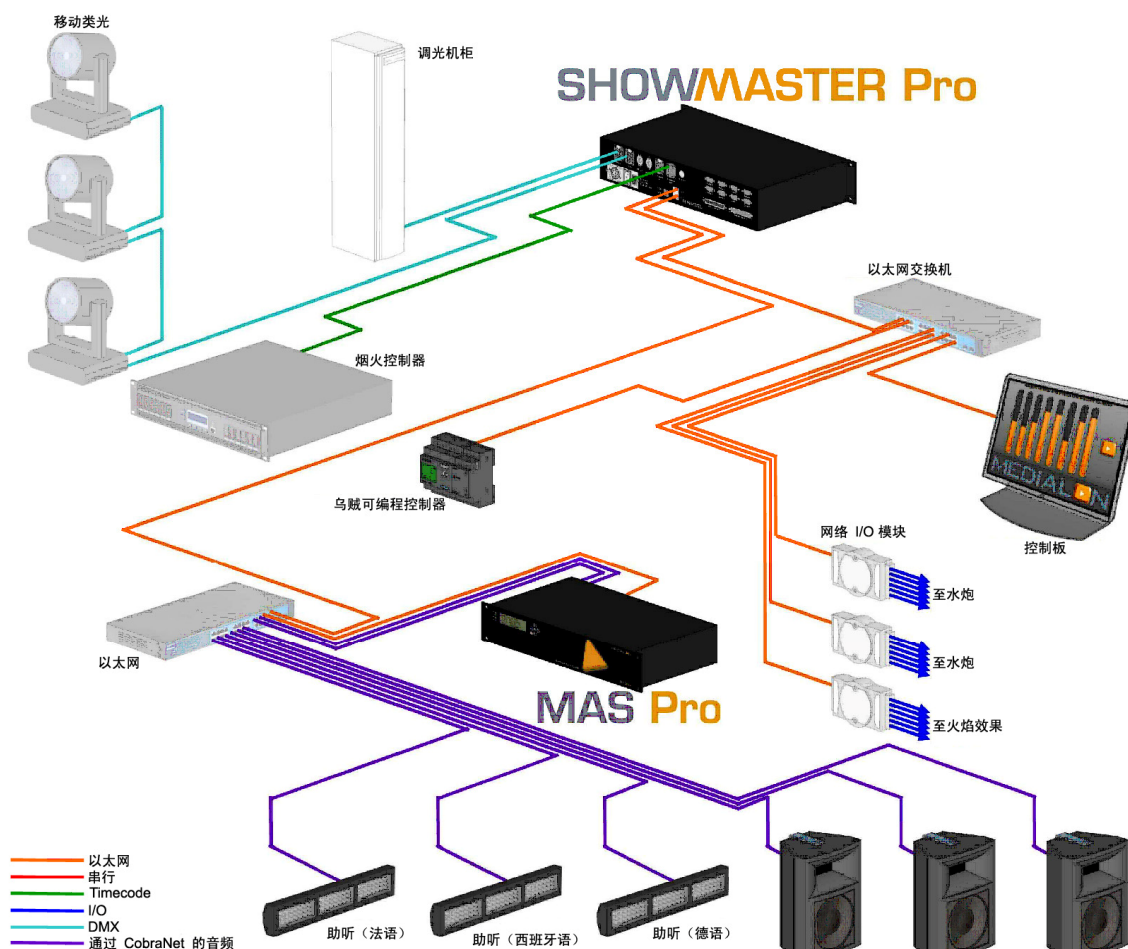 移动类光
调光机柜
SHOWMASTER Pro
以太网交换机
烟火控制器
乌贼可编程控制器
MEDIALON
控制板
网络 I/O 模块
至水炮
至水炮
至火焰效果
以太网
MAS Pro
以太网
串行
Timecode
I/O
DMX
通过 CobraNet 的音频
助听（法语）
助听（西班牙语）
助听（德语）